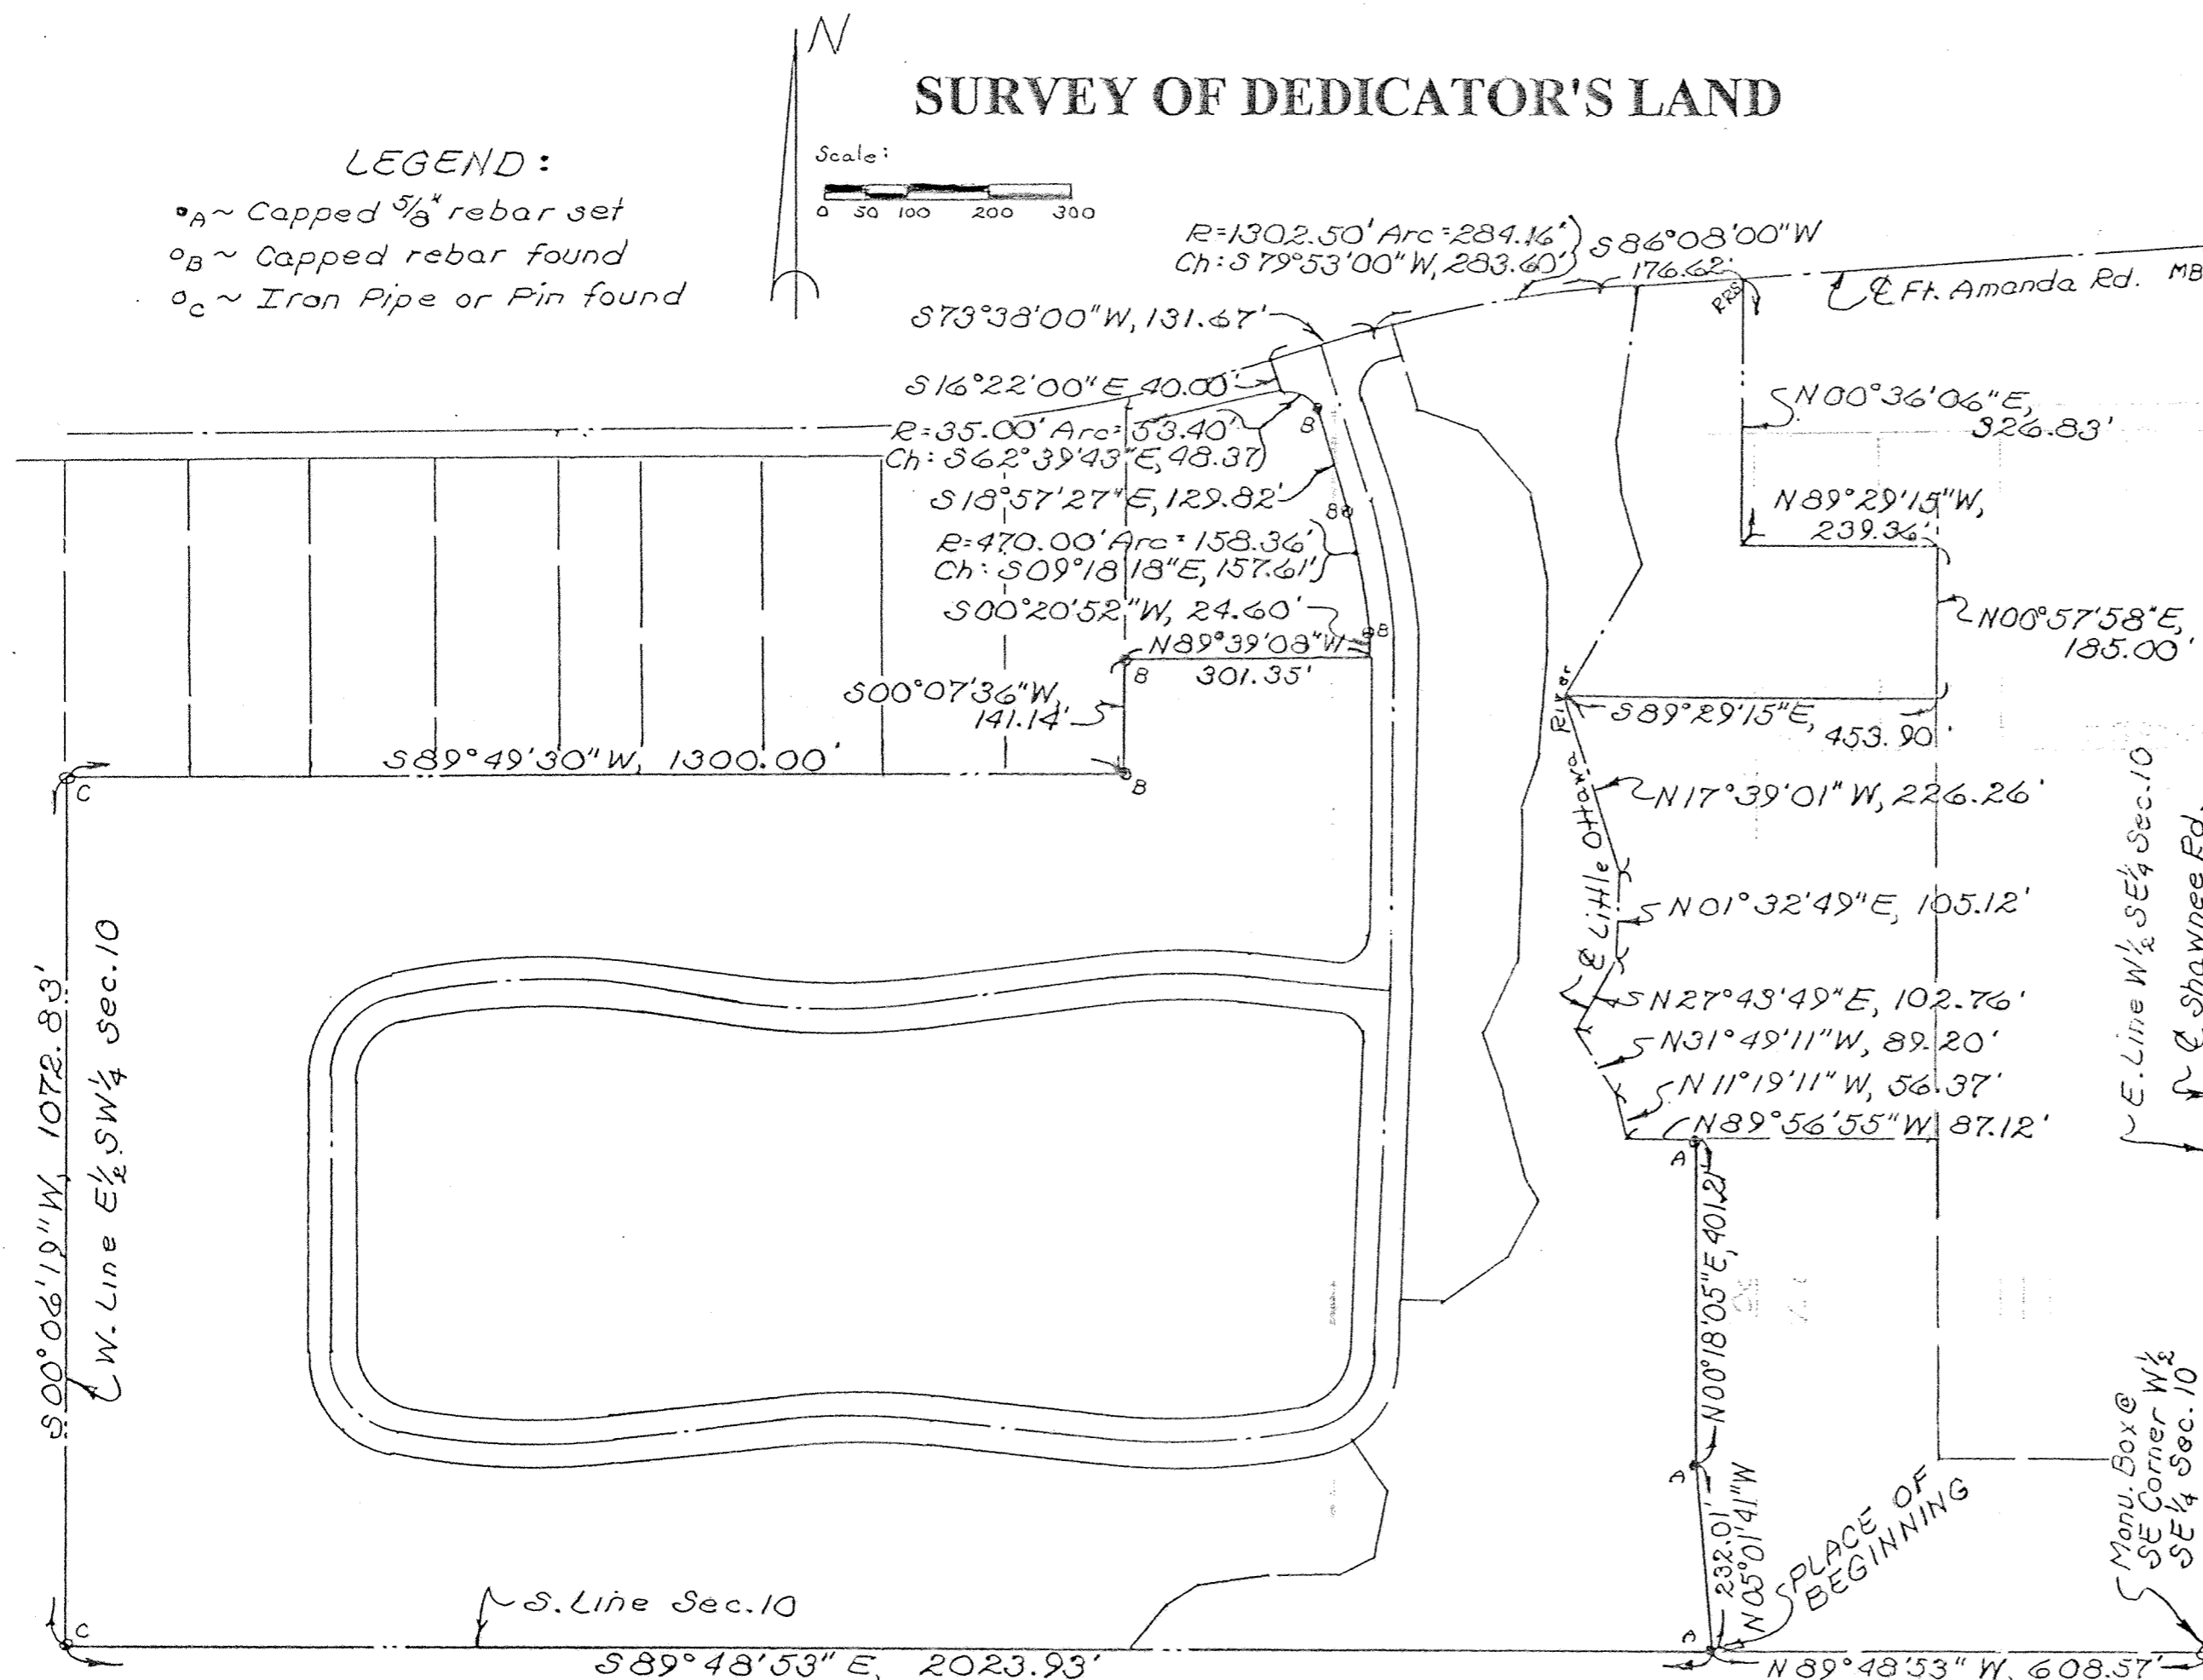 N
SURVEY OF DEDICATOR'S LAND
LEGEND:
A ~ Capped 5/8" rebar set
B ~ Capped rebar found
C ~ Iron Pipe or Pin found
Scale:
0 50 100 200 300
R=1302.50' Arc=284.16'
Ch: S79°53'00"W, 283.60'
S86°08'00"W
176.62'
RRS
℄ Ft. Amanda Rd.
MB
S73°38'00"W, 131.67'
S16°22'00"E 40.00'
R=35.00' Arc=53.40'
Ch: S62°39'43"E, 48.37'
B
S18°57'27"E, 129.82'
B
R=470.00' Arc=158.36'
Ch: S09°18'18"E, 157.61'
S00°20'52"W, 24.60'
B
N89°39'08"W
301.35'
B
S00°07'36"W,
141.14'
B
S89°49'30"W, 1300.00'
C
N00°36'06"E,
326.83'
N89°29'15"W,
239.36'
N00°57'58"E,
185.00'
S89°29'15"E,
453.90'
N17°39'01"W, 226.26'
℄ Little Ottawa River
N01°32'49"E, 105.12'
N27°43'49"E, 102.76'
N31°49'11"W, 89.20'
N11°19'11"W, 56.37'
N89°56'55"W, 87.12'
A
N00°18'05"E, 401.21'
A
232.01'
N05°01'41"W
PLACE OF
BEGINNING
A
E. Line W½ SE¼ Sec. 10
℄ Shawnee Rd.
Monu. Box @
SE Corner W½
SE¼ Sec. 10
S00°06'19"W, 1072.83'
W. Line E½ SW¼ Sec. 10
C
S. Line Sec. 10
S89°48'53"E, 2023.93'
N89°48'53"W, 608.57'